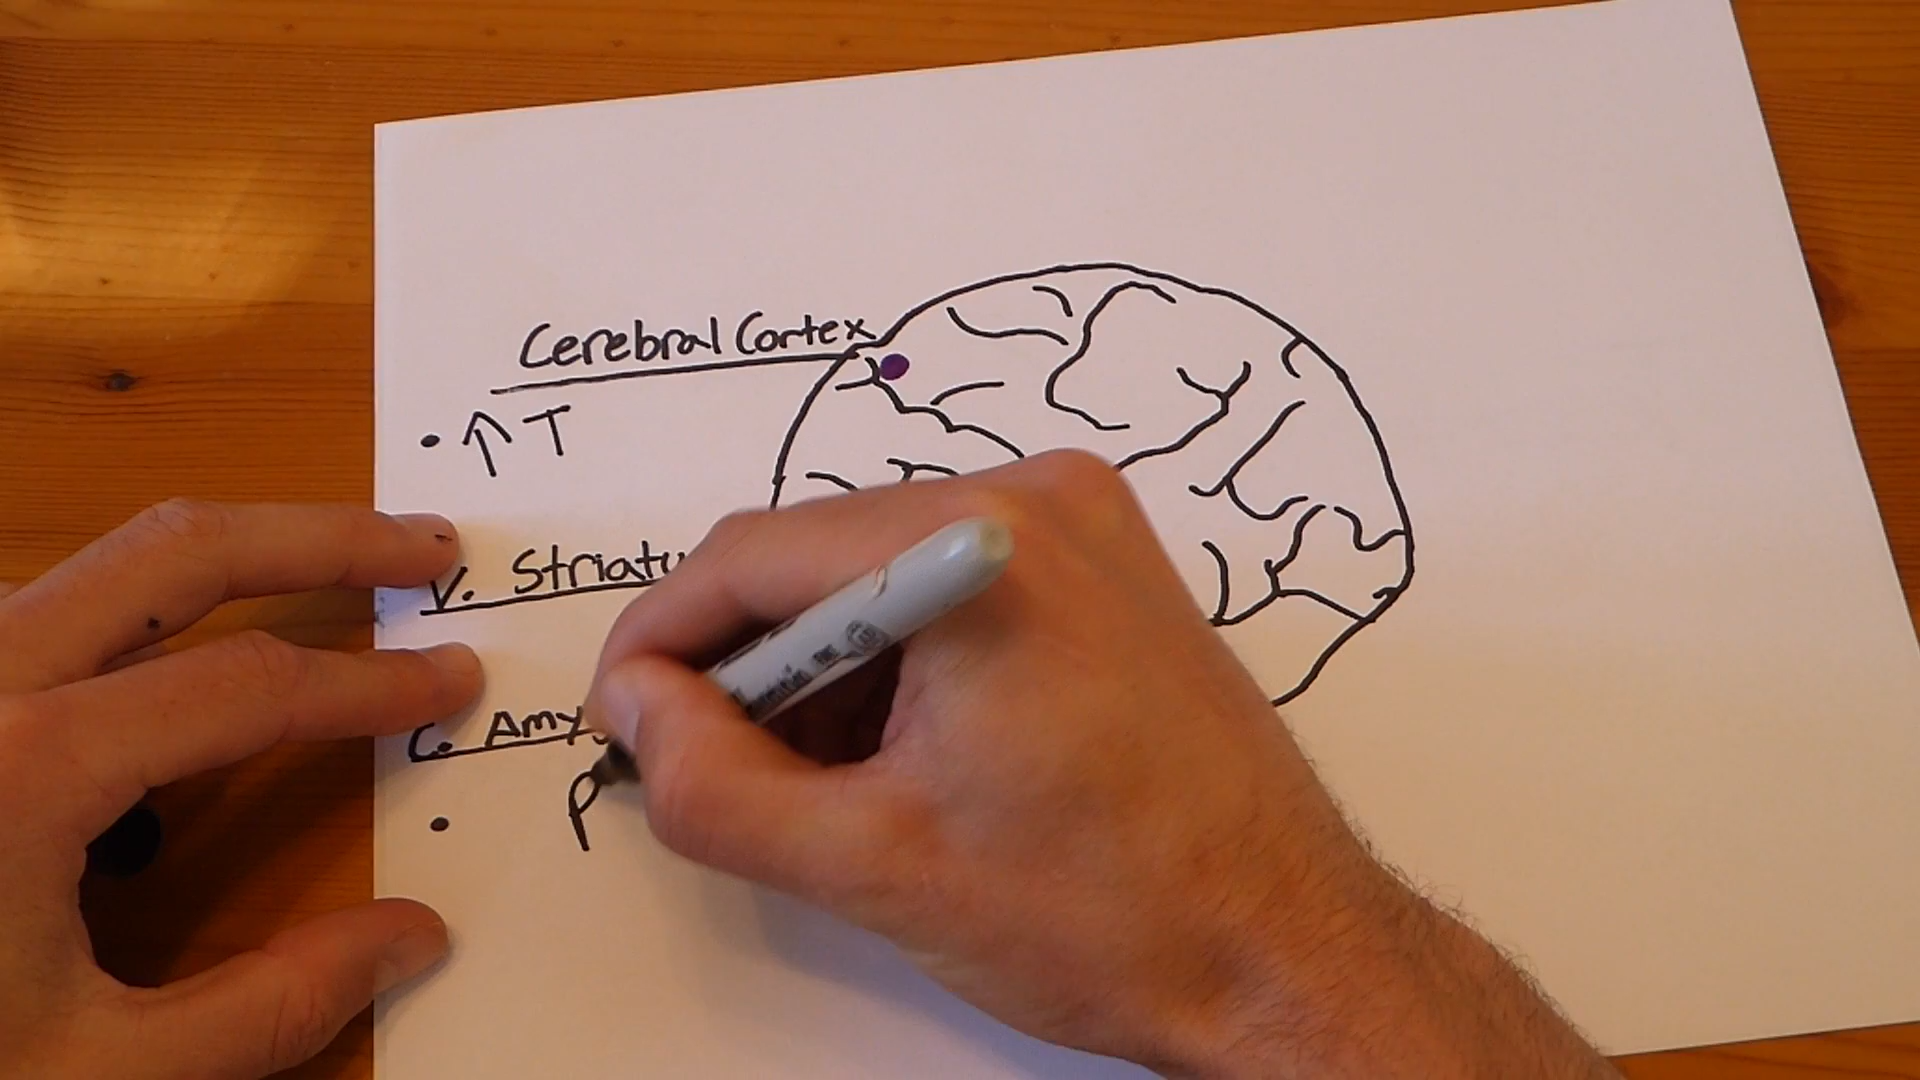 Cerebral Cortex
• ↑ T
V. Striatu
C. Amy
• P